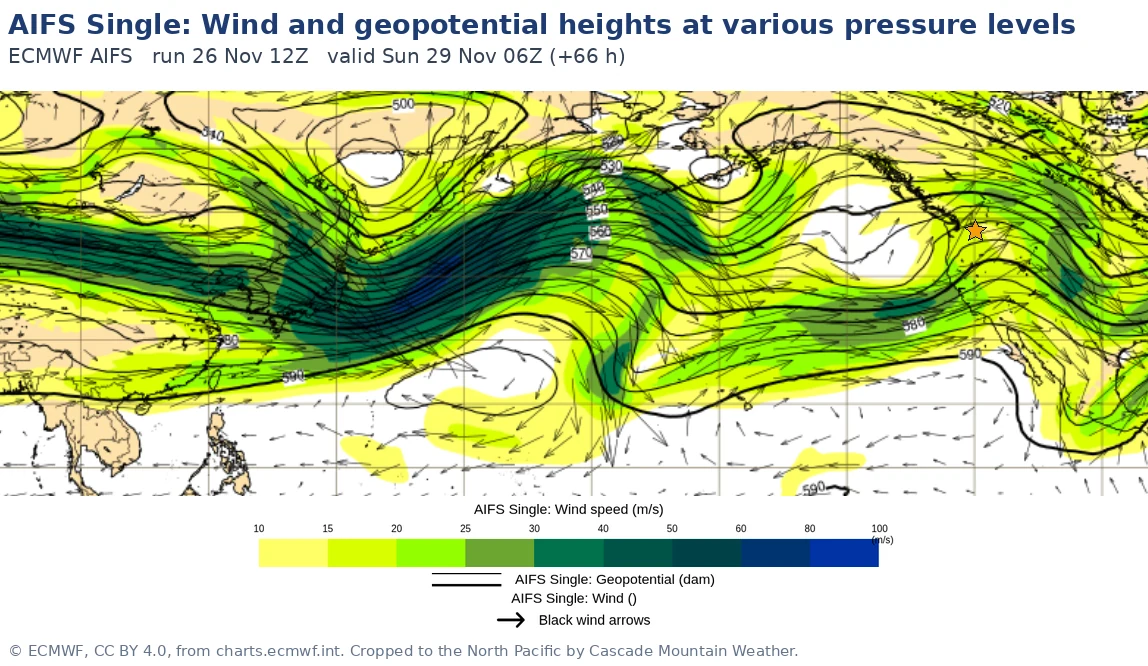 AIFS Single: Wind and geopotential heights at various pressure levels
ECMWF AIFS   run 26 Nov 12Z   valid Sun 29 Nov 06Z (+66 h)
500
520
510
530
540
550
560
570
580
580
590
590
590
AIFS Single: Wind speed (m/s)
10 15 20 25 30 40 50 60 80 100
(m/s)
AIFS Single: Geopotential (dam)
AIFS Single: Wind ()
Black wind arrows
© ECMWF, CC BY 4.0, from charts.ecmwf.int. Cropped to the North Pacific by Cascade Mountain Weather.